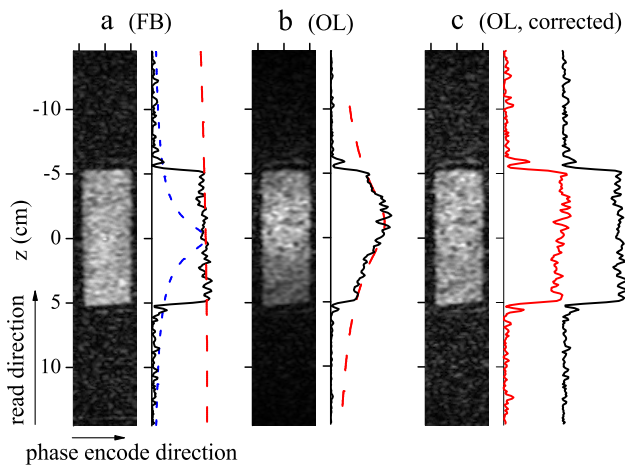 a (FB)
b (OL)
c (OL, corrected)
-10
-5
0
5
10
z (cm)
read direction
phase encode direction